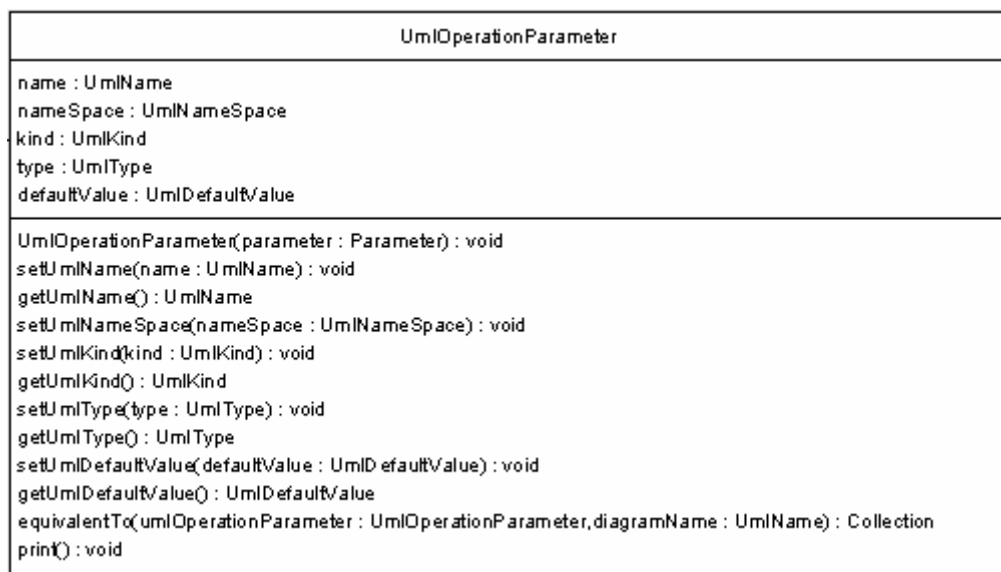 UmlOperationParameter
name : UmlName
nameSpace : UmlNameSpace
kind : UmlKind
type : UmlType
defaultValue : UmlDefaultValue
UmlOperationParameter(parameter : Parameter) : void
setUmlName(name : UmlName) : void
getUmlName() : UmlName
setUmlNameSpace(nameSpace : UmlNameSpace) : void
setUmlKind(kind : UmlKind) : void
getUmlKind() : UmlKind
setUmlType(type : UmlType) : void
getUmlType() : UmlType
setUmlDefaultValue(defaultValue : UmlDefaultValue) : void
getUmlDefaultValue() : UmlDefaultValue
equivalentTo(umlOperationParameter : UmlOperationParameter,diagramName : UmlName) : Collection
print() : void